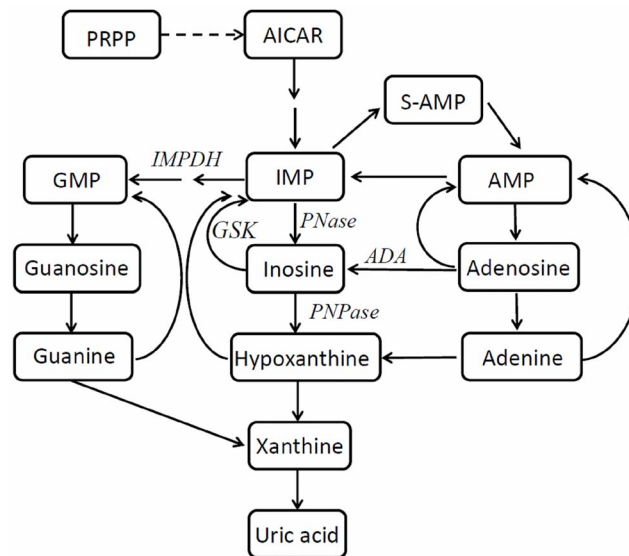 PRPP
AICAR
S-AMP
IMPDH
GMP
IMP
AMP
GSK
PNase
Guanosine
Inosine
ADA
Adenosine
PNPase
Guanine
Hypoxanthine
Adenine
Xanthine
Uric acid